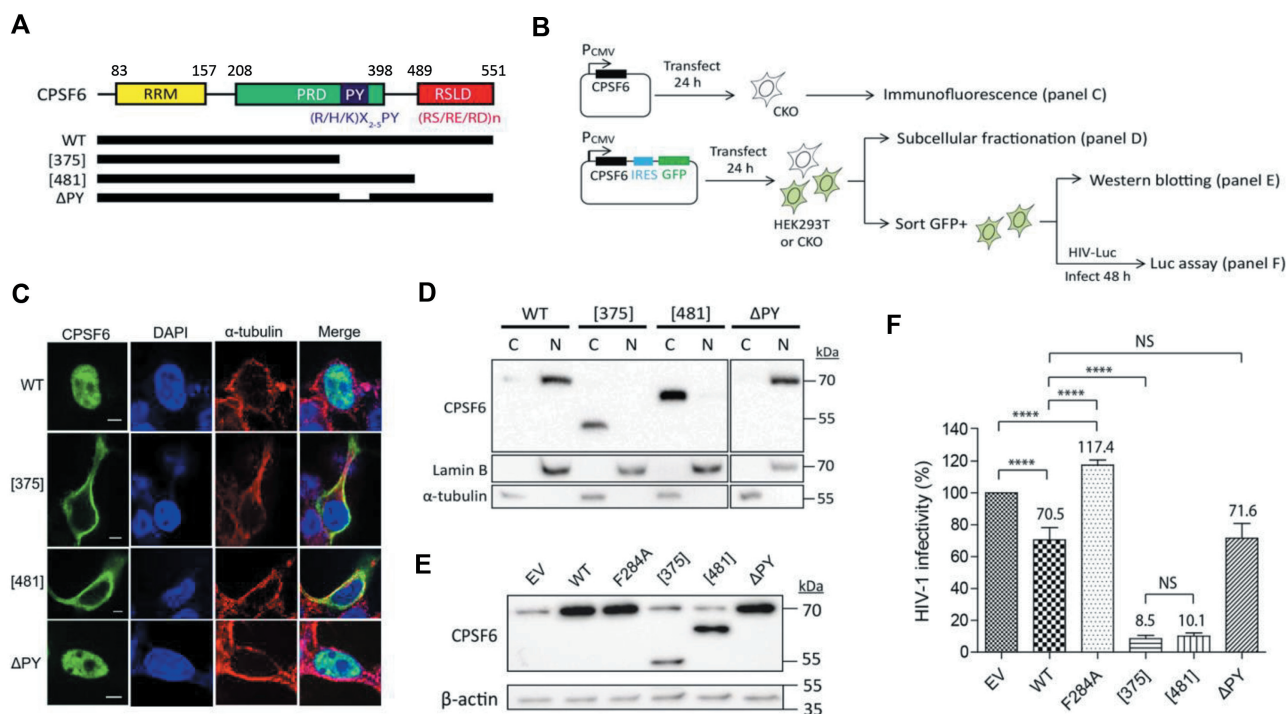 A
83 157 208 398 489 551
CPSF6 RRM PRD PY RSLD
(R/H/K)X2-5PY (RS/RE/RD)n
WT
[375]
[481]
ΔPY
B
PCMV
CPSF6
Transfect
24 h
CKO
Immunofluorescence (panel C)
PCMV
CPSF6 IRES GFP
Transfect
24 h
HEK293T
or CKO
Subcellular fractionation (panel D)
Sort GFP+
Western blotting (panel E)
HIV-Luc
Infect 48 h
Luc assay (panel F)
C
CPSF6 DAPI α-tubulin Merge
WT
[375]
[481]
ΔPY
D
WT [375] [481] ΔPY
C N C N C N C N
kDa
CPSF6
70
55
Lamin B 70
α-tubulin 55
E
EV WT F284A [375] [481] ΔPY
kDa
CPSF6
70
55
β-actin
55
35
F
NS
****
****
****
****
NS
HIV-1 infectivity (%)
140
120
100
80
60
40
20
0
70.5
117.4
8.5
10.1
71.6
EV WT F284A [375] [481] ΔPY